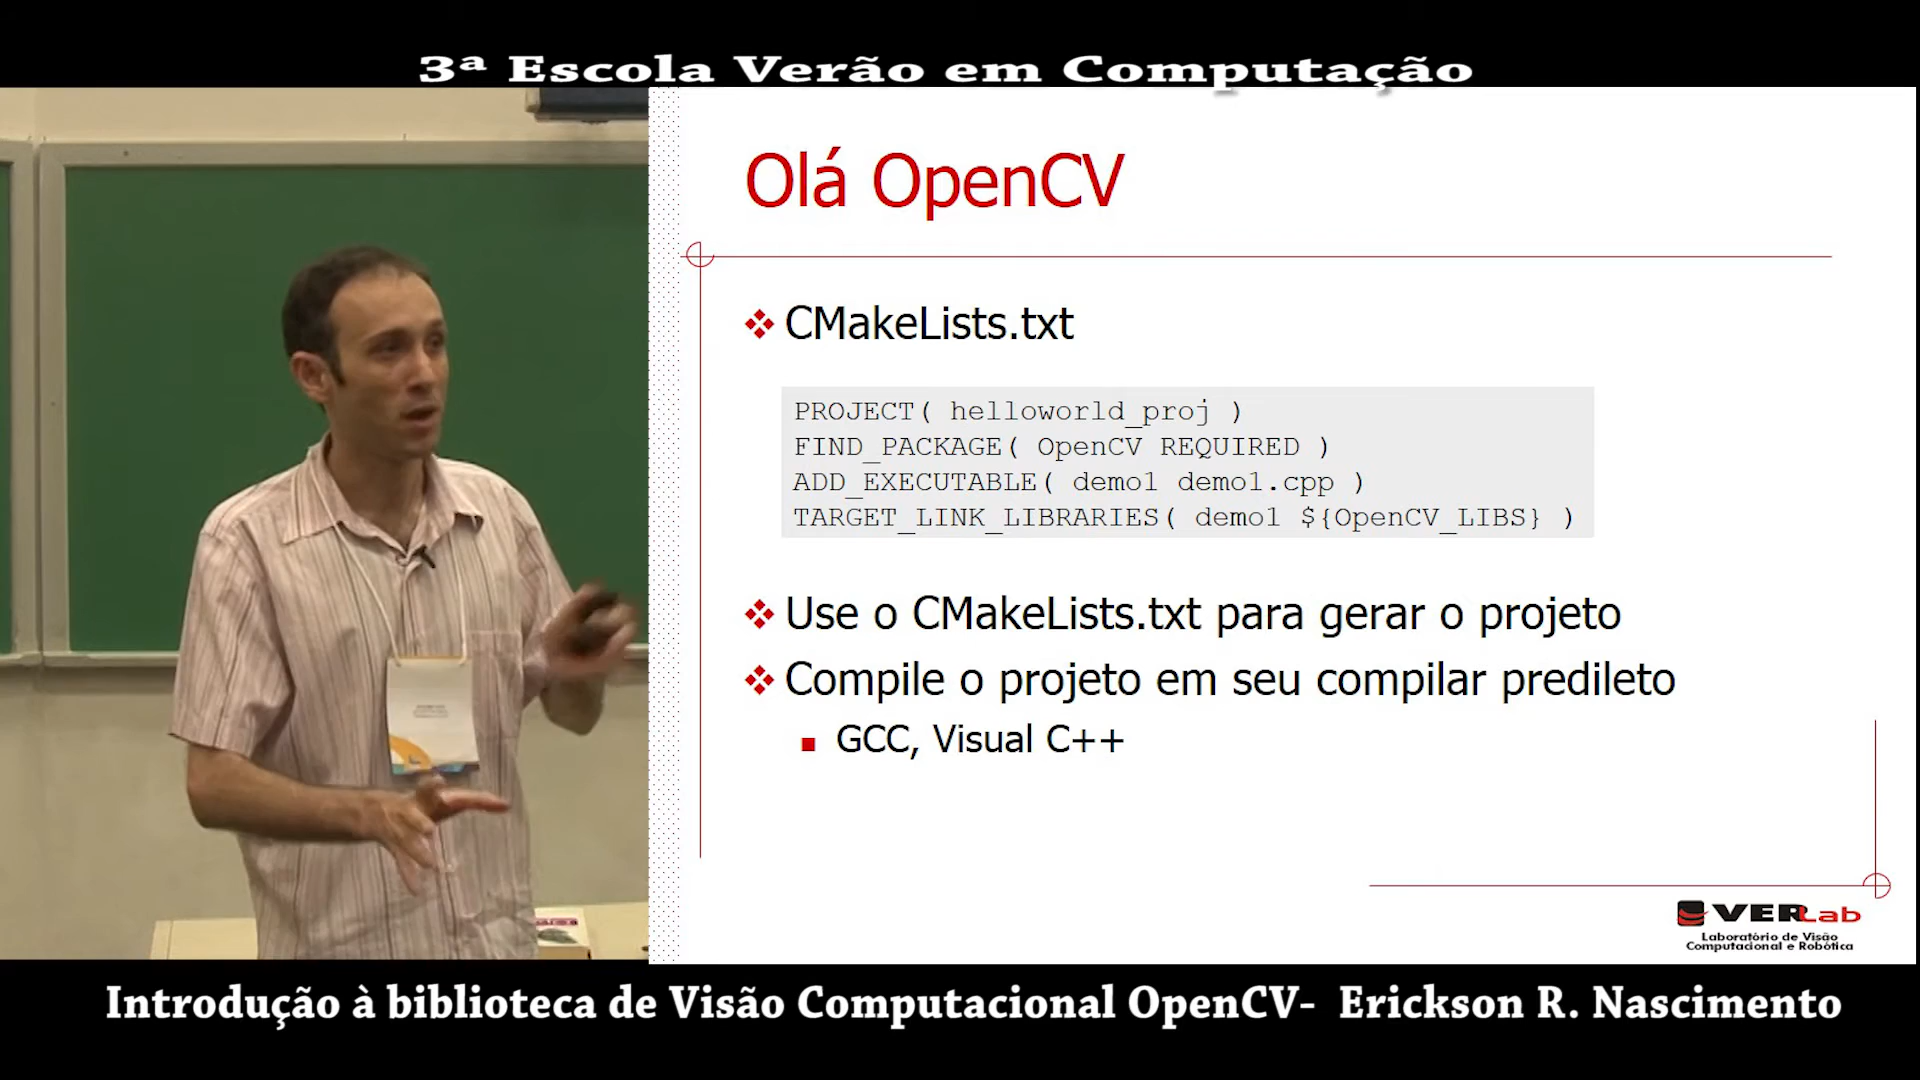 3ª Escola Verão em Computação
Olá OpenCV
CMakeLists.txt
PROJECT( helloworld_proj )
FIND_PACKAGE( OpenCV REQUIRED )
ADD_EXECUTABLE( demo1 demo1.cpp )
TARGET_LINK_LIBRARIES( demo1 ${OpenCV_LIBS} )
Use o CMakeLists.txt para gerar o projeto
Compile o projeto em seu compilar predileto
GCC, Visual C++
VERLab
Laboratório de Visão
Computacional e Robótica
Introdução à biblioteca de Visão Computacional OpenCV- Erickson R. Nascimento